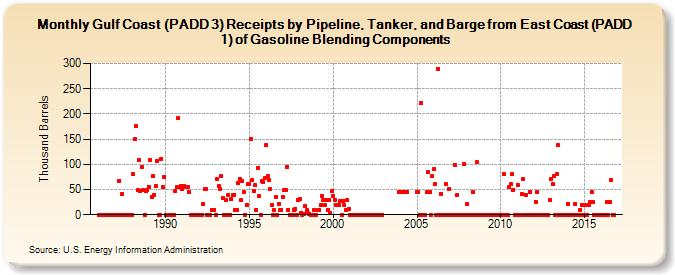 Monthly Gulf Coast (PADD 3) Receipts by Pipeline, Tanker, and Barge from East Coast (PADD
1) of Gasoline Blending Components
Thousand Barrels
300
250
200
150
100
50
0
1990 1995 2000 2005 2010 2015
Source: U.S. Energy Information Administration